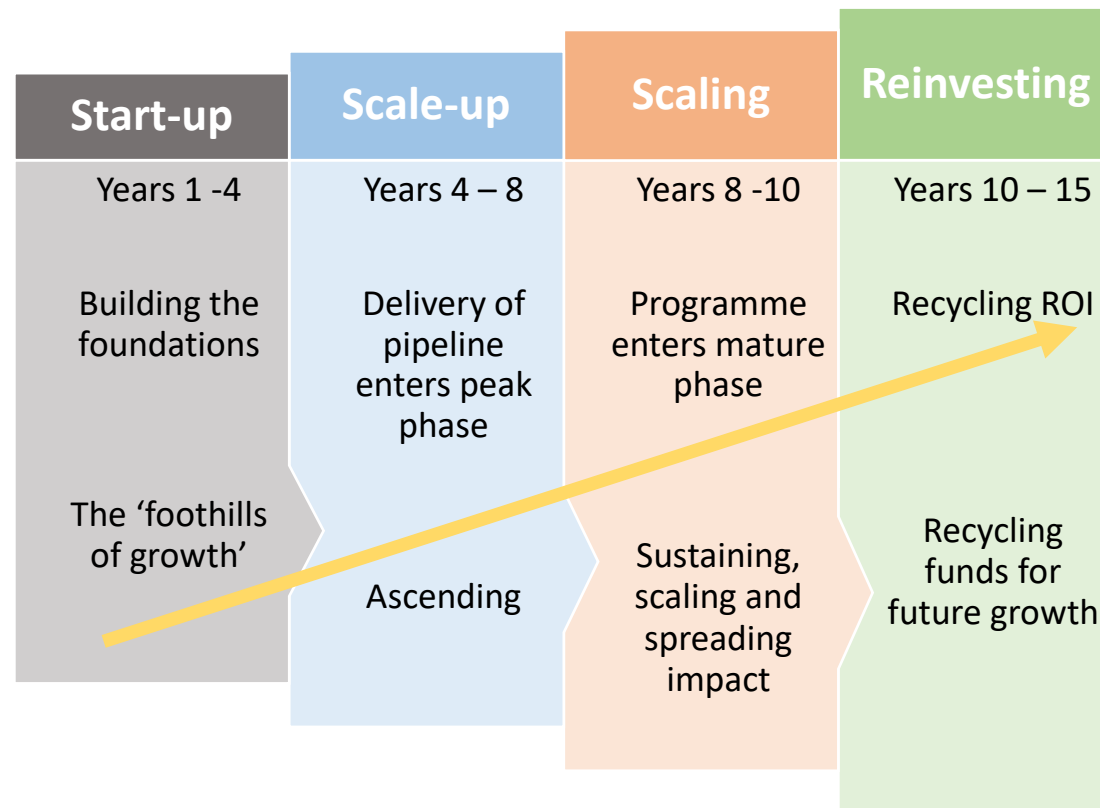 Start-up
Years 1 -4
Building the
foundations
The ‘foothills
of growth’
Scale-up
Years 4 – 8
Delivery of
pipeline
enters peak
phase
Ascending
Scaling
Years 8 -10
Programme
enters mature
phase
Sustaining,
scaling and
spreading
impact
Reinvesting
Years 10 – 15
Recycling ROI
Recycling
funds for
future growth